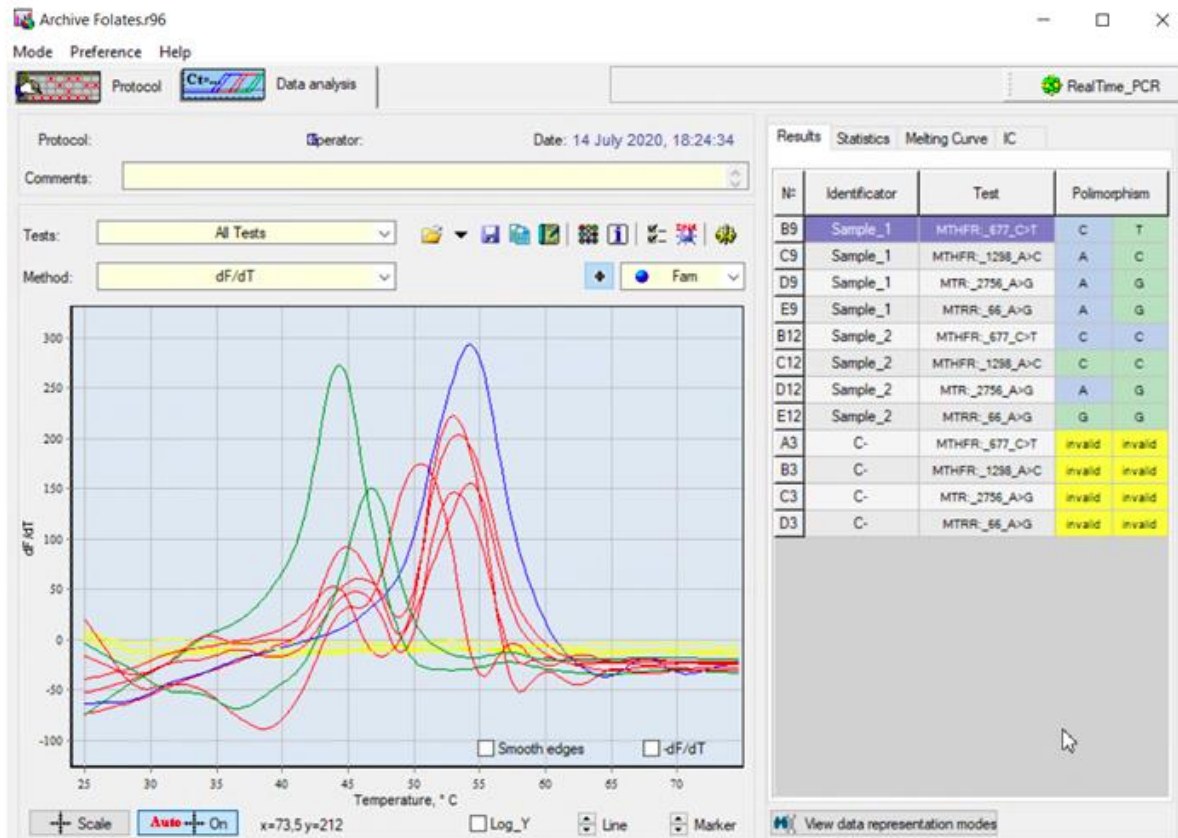 Archive Folates.r96
Mode Preference Help
Protocol Ct>... Data analysis RealTime_PCR
Protocol: Operator: Date: 14 July 2020, 18:24:34
Comments:
Tests: All Tests
Method: dF/dT Fam
300
250
200
150
100
50
0
-50
-100
dF/dT
Smooth edges -dF/dT
25 30 35 40 45 50 55 60 65 70
Temperature, ° C
Scale Auto On x=73,5 y=212 Log_Y Line Marker
Results Statistics Melting Curve IC
№ Identificator Test Polimorphism
B9 Sample_1 MTHFR:_677_C>T C T
C9 Sample_1 MTHFR:_1298_A>C A C
D9 Sample_1 MTR:_2756_A>G A G
E9 Sample_1 MTRR:_66_A>G A G
B12 Sample_2 MTHFR:_677_C>T C C
C12 Sample_2 MTHFR:_1298_A>C C C
D12 Sample_2 MTR:_2756_A>G A G
E12 Sample_2 MTRR:_66_A>G G G
A3 C- MTHFR:_677_C>T invalid invalid
B3 C- MTHFR:_1298_A>C invalid invalid
C3 C- MTR:_2756_A>G invalid invalid
D3 C- MTRR:_66_A>G invalid invalid
View data representation modes